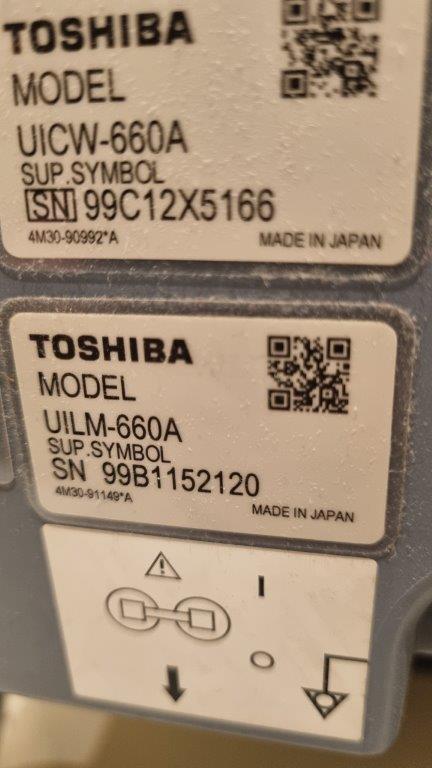 TOSHIBA
MODEL
UICW-660A
SUP.SYMBOL
SN 99C12X5166
4M30-90992*A MADE IN JAPAN
TOSHIBA
MODEL
UILM-660A
SUP.SYMBOL
SN 99B1152120
4M30-91149*A MADE IN JAPAN